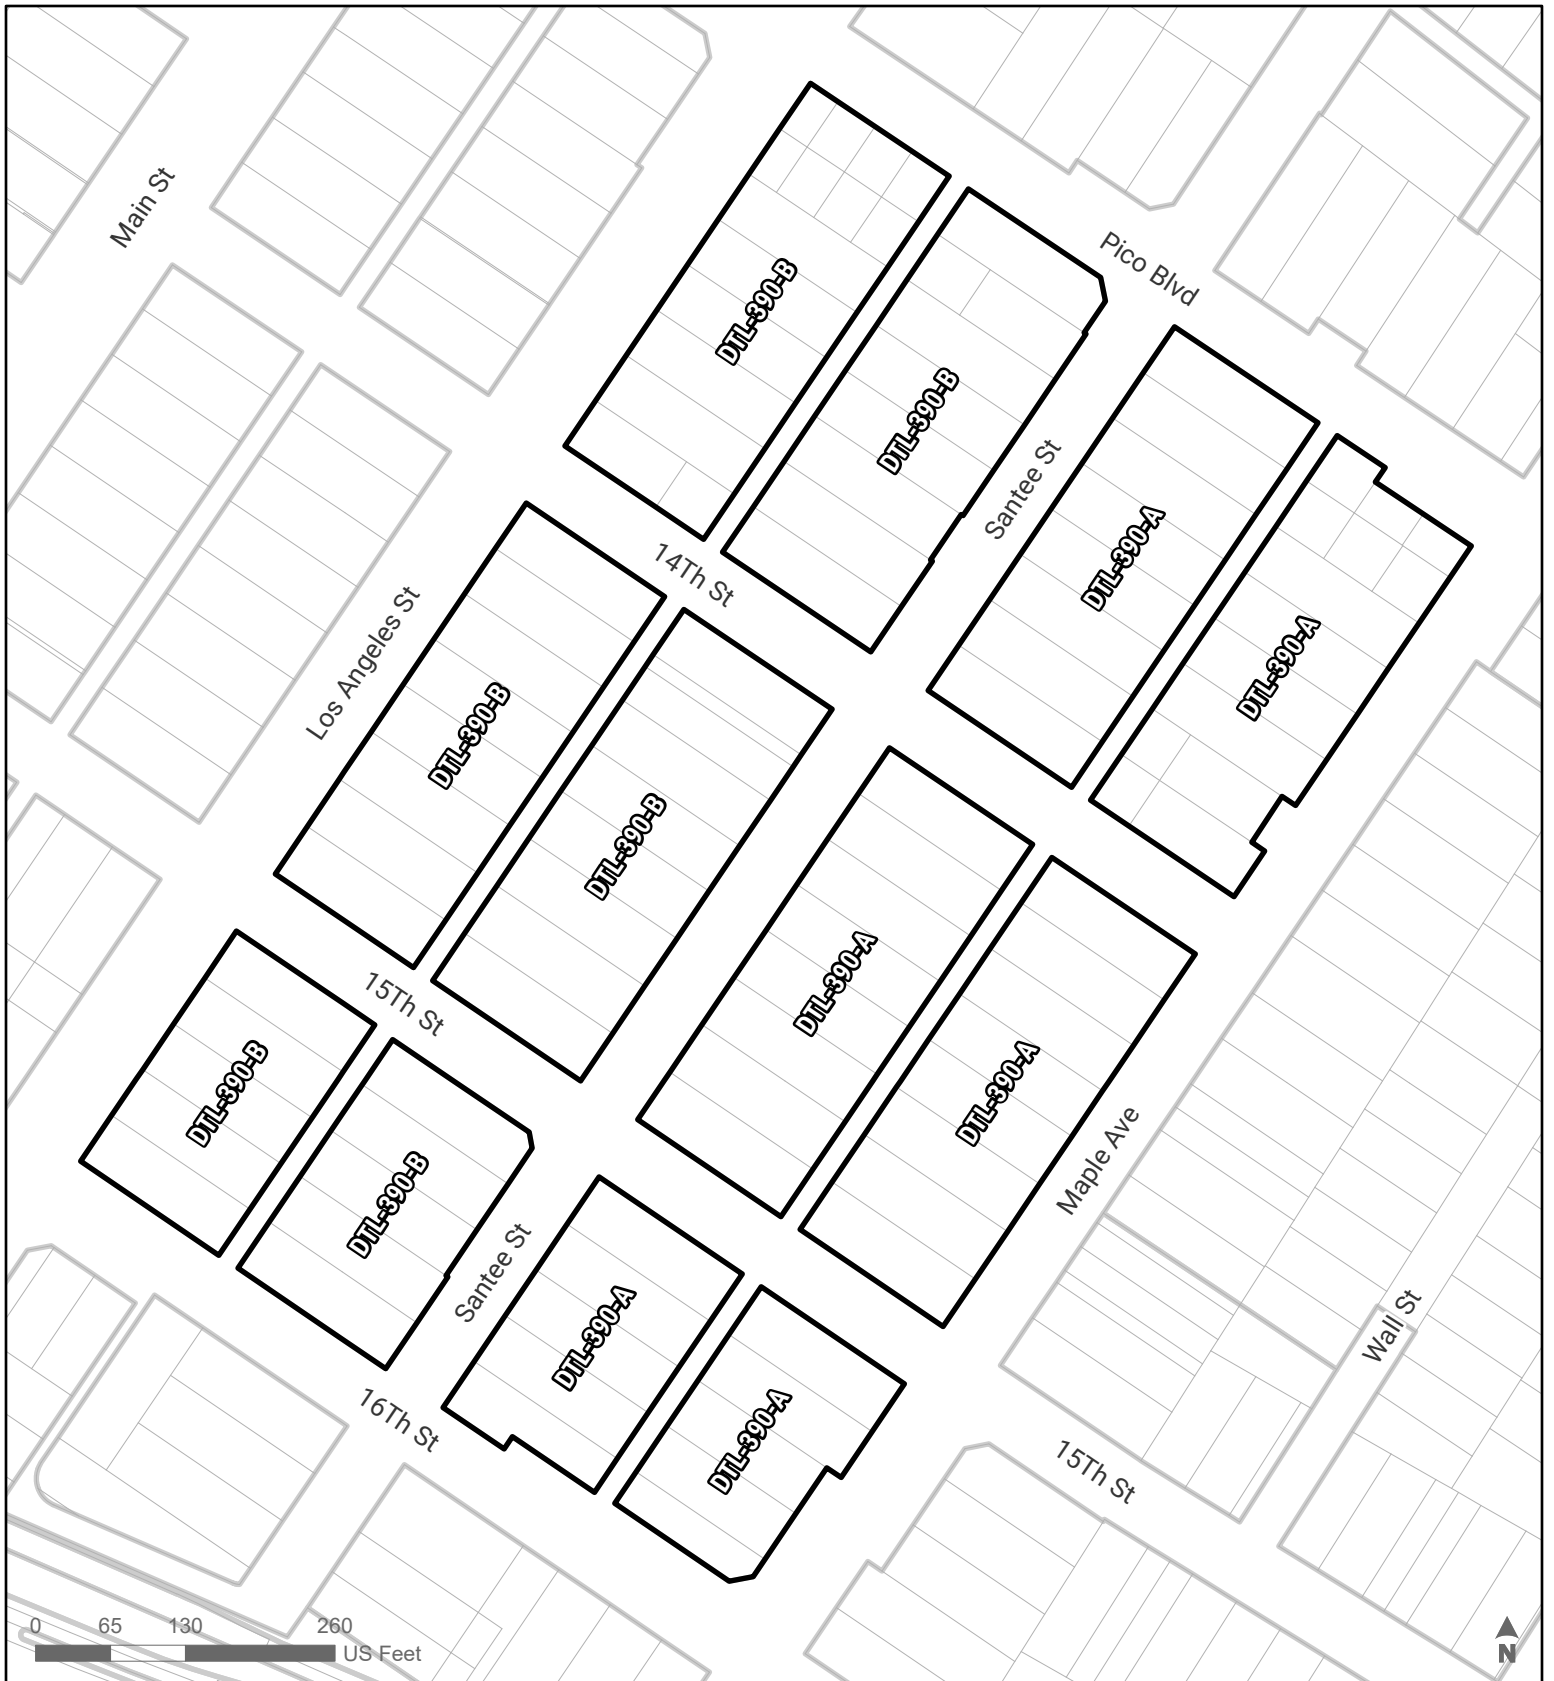 Main St
Pico Blvd
DTL-390-B
DTL-390-B
Santee St
DTL-390-A
14Th St
Los Angeles St
DTL-390-A
DTL-390-B
DTL-390-B
DTL-390-A
15Th St
DTL-390-B
DTL-390-A
Maple Ave
DTL-390-B
Santee St
DTL-390-A
Wall St
16Th St
DTL-390-A
15Th St
0 65 130 260
US Feet
N